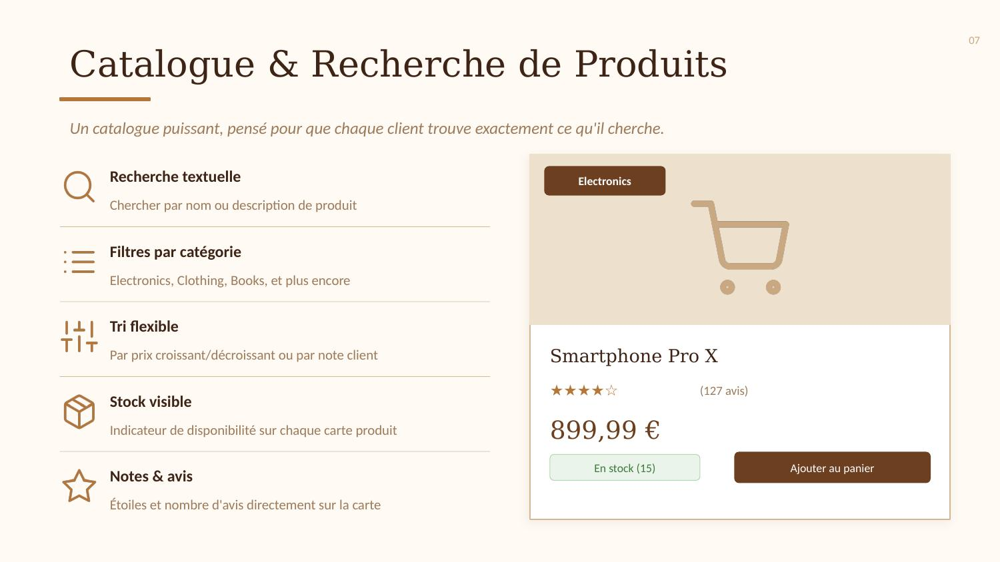 07
Catalogue & Recherche de Produits
Un catalogue puissant, pensé pour que chaque client trouve exactement ce qu'il cherche.
Recherche textuelle
Chercher par nom ou description de produit
Filtres par catégorie
Electronics, Clothing, Books, et plus encore
Tri flexible
Par prix croissant/décroissant ou par note client
Stock visible
Indicateur de disponibilité sur chaque carte produit
Notes & avis
Étoiles et nombre d'avis directement sur la carte
Electronics
Smartphone Pro X
★★★★☆ (127 avis)
899,99 €
En stock (15)
Ajouter au panier